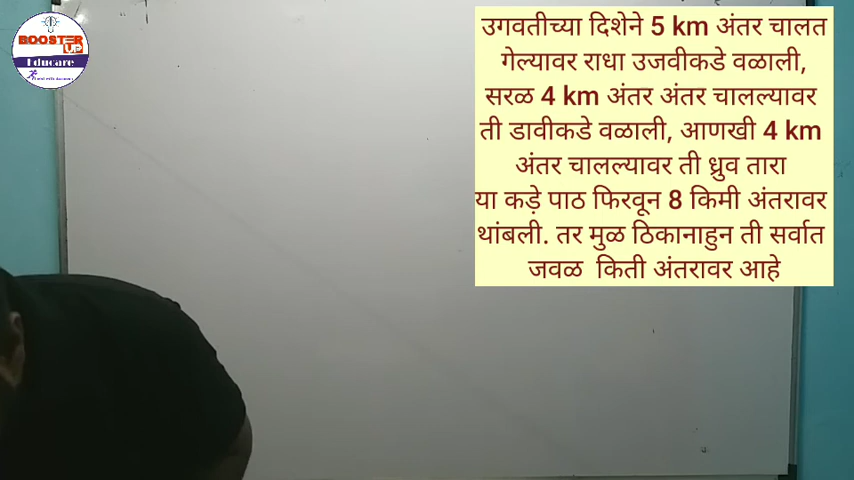 BOOSTER
UP
Educare
उगवतीच्या दिशेने 5 km अंतर चालत
गेल्यावर राधा उजवीकडे वळाली,
सरळ 4 km अंतर अंतर चालल्यावर
ती डावीकडे वळाली, आणखी 4 km
अंतर चालल्यावर ती ध्रुव तारा
या कड़े पाठ फिरवून 8 किमी अंतरावर
थांबली. तर मुळ ठिकानाहुन ती सर्वात
जवळ किती अंतरावर आहे